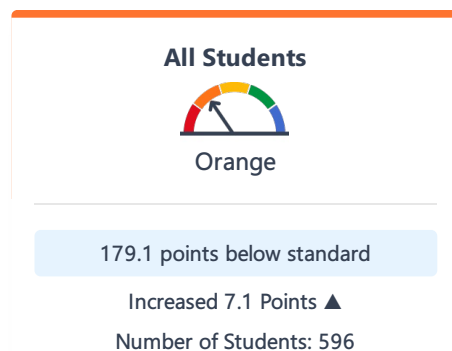 All Students
Orange
179.1 points below standard
Increased 7.1 Points ▲
Number of Students: 596